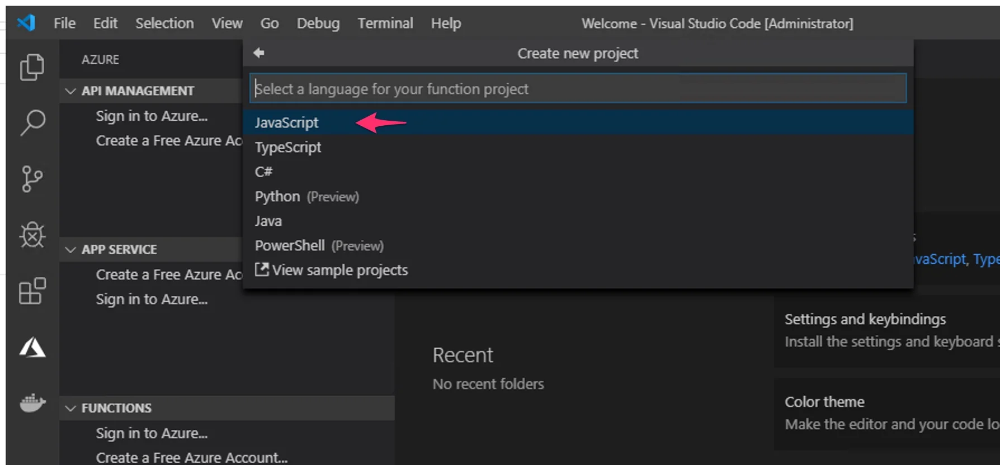 File Edit Selection View Go Debug Terminal Help
Welcome - Visual Studio Code [Administrator]
AZURE
API MANAGEMENT
Sign in to Azure...
Create a Free Azure Ac
APP SERVICE
Create a Free Azure Ac
Sign in to Azure...
FUNCTIONS
Sign in to Azure...
Create a Free Azure Account...
Create new project
Select a language for your function project
JavaScript
TypeScript
C#
Python (Preview)
Java
PowerShell (Preview)
View sample projects
s
avaScript, Type
Recent
No recent folders
Settings and keybindings
Install the settings and keyboard s
Color theme
Make the editor and your code lo